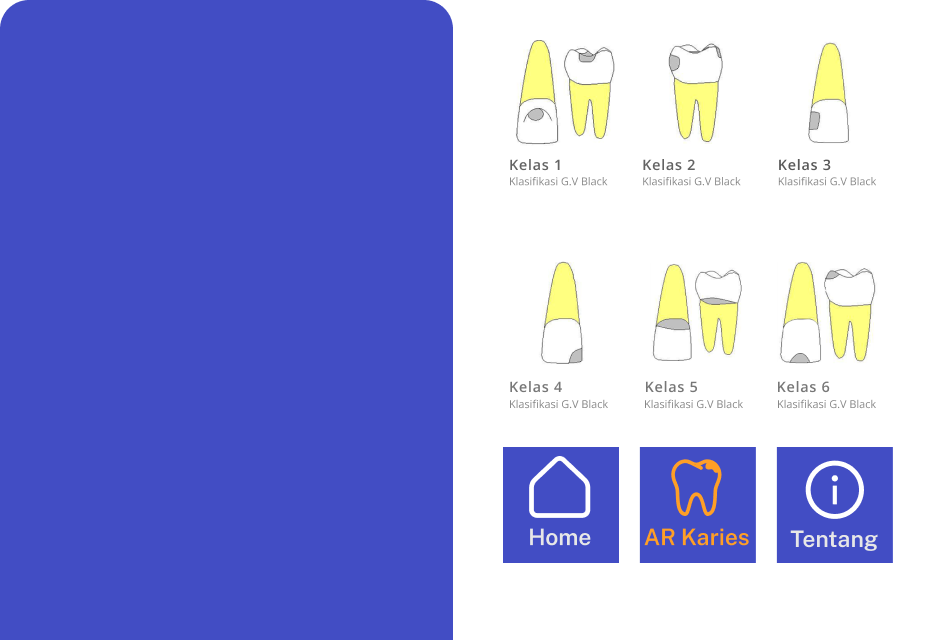 Kelas 1
Klasifikasi G.V Black
Kelas 2
Klasifikasi G.V Black
Kelas 3
Klasifikasi G.V Black
Kelas 4
Klasifikasi G.V Black
Kelas 5
Klasifikasi G.V Black
Kelas 6
Klasifikasi G.V Black
Home
AR Karies
Tentang